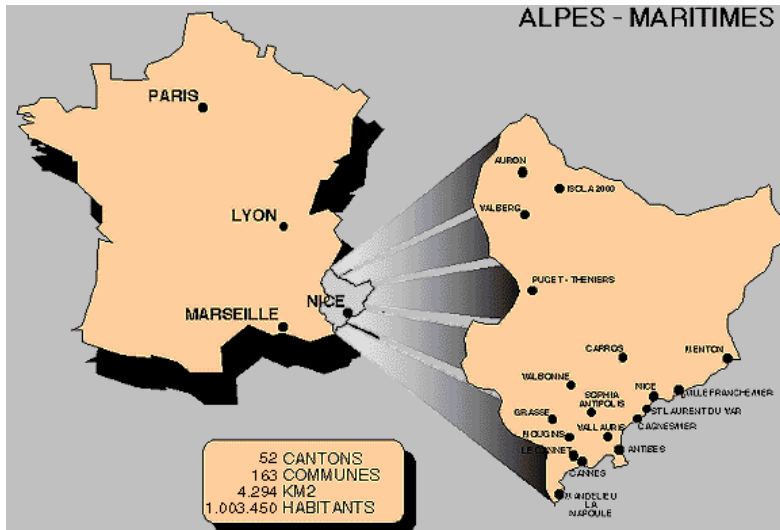 ALPES - MARITIMES
PARIS
LYON
NICE
MARSEILLE
AURON
ISOLA 2000
VALBERG
PUGET - THENIERS
CARROS
MENTON
VALBONNE
NICE
VILLEFRANCHE/MER
SOPHIA
ANTIPOLIS
ST LAURENT DU VAR
GRASSE
CAGNES/MER
MOUGINS
VALLAURIS
LE CANNET
ANTIBES
CANNES
MANDELIEU
LA
NAPOULE
52 CANTONS
163 COMMUNES
4.294 KM2
1.003.450 HABITANTS